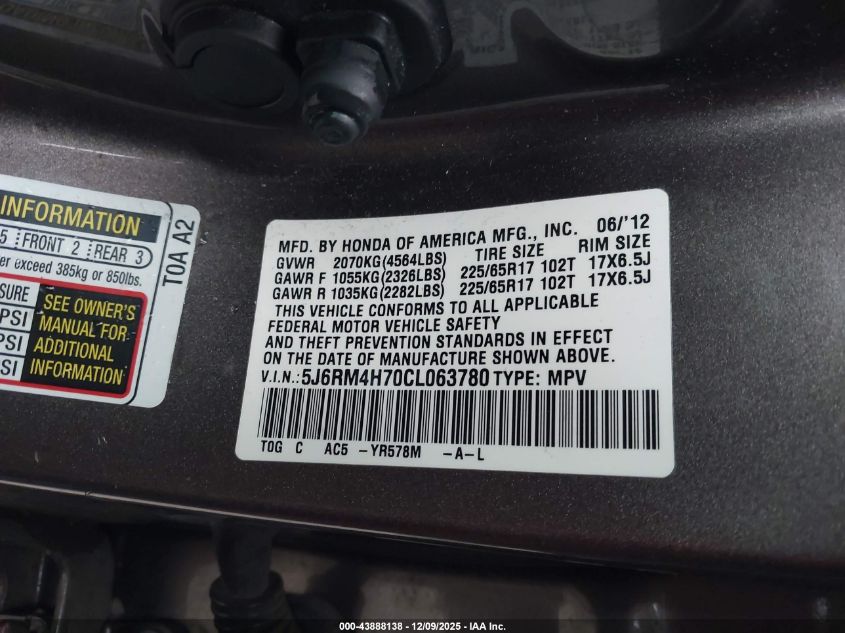 INFORMATION
5 FRONT 2 REAR 3
er exceed 385kg or 850lbs.
SURE
PSI
PSI
SI
SEE OWNER'S
MANUAL FOR
ADDITIONAL
INFORMATION
TOA A2
MFD. BY HONDA OF AMERICA MFG., INC. 06/'12
GVWR 2070KG(4564LBS) TIRE SIZE RIM SIZE
GAWR F 1055KG(2326LBS) 225/65R17 102T 17X6.5J
GAWR R 1035KG(2282LBS) 225/65R17 102T 17X6.5J
THIS VEHICLE CONFORMS TO ALL APPLICABLE
FEDERAL MOTOR VEHICLE SAFETY
AND THEFT PREVENTION STANDARDS IN EFFECT
ON THE DATE OF MANUFACTURE SHOWN ABOVE.
V.I.N.: 5J6RM4H70CL063780 TYPE: MPV
TOG C AC5 -YR578M -A-L
000-43888138 - 12/09/2025 - IAA Inc.